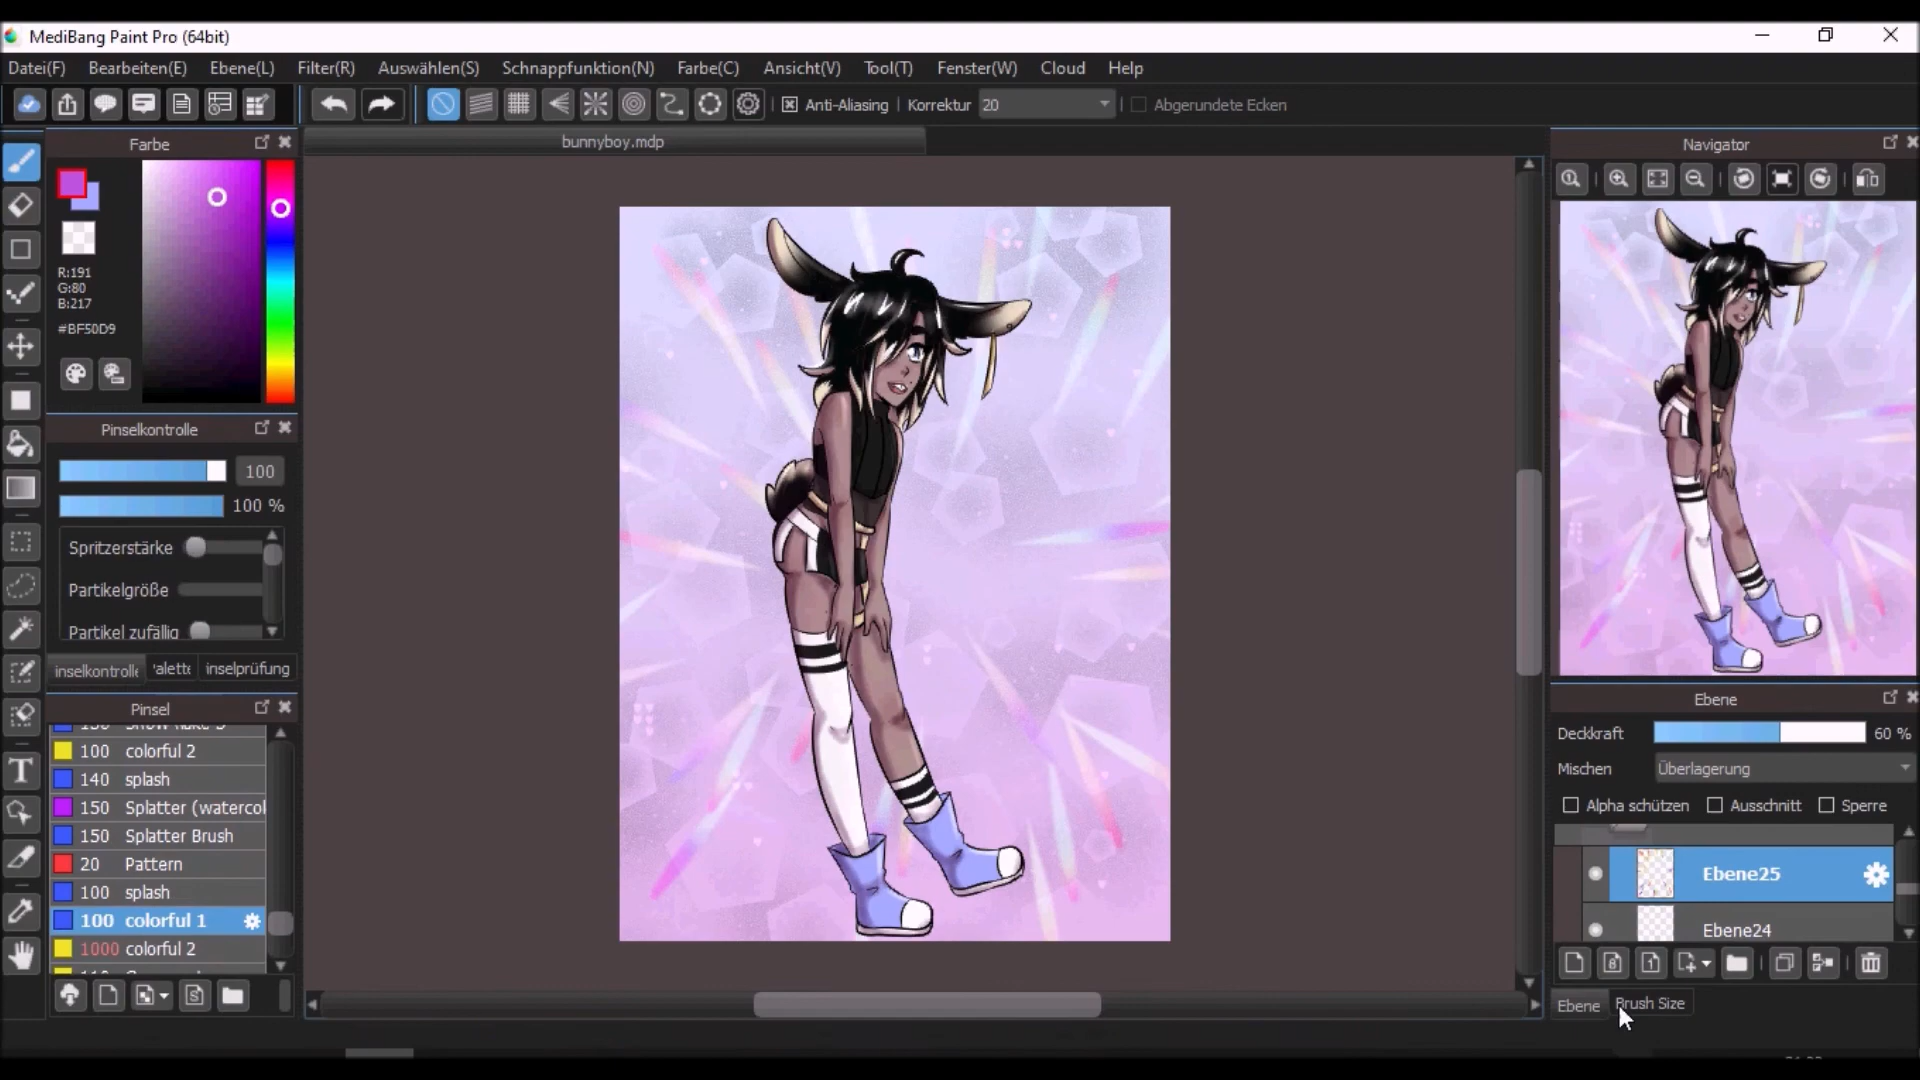 MediBang Paint Pro (64bit)
Datei(F) Bearbeiten(E) Ebene(L) Filter(R) Auswählen(S) Schnappfunktion(N) Farbe(C) Ansicht(V) Tool(T) Fenster(W) Cloud Help
Anti-Aliasing Korrektur 20 Abgerundete Ecken
Farbe
bunnyboy.mdp
Navigator
R:191
G:80
B:217
#BF50D9
Pinselkontrolle
100
100 %
Spritzerstärke
Partikelgröße
Partikel zufällig
inselkontrolle 'alette inselprüfung
Pinsel
100 colorful 2
140 splash
150 Splatter (watercol
150 Splatter Brush
20 Pattern
100 splash
100 colorful 1
1000 colorful 2
Ebene
Deckkraft 60 %
Mischen Überlagerung
Alpha schützen Ausschnitt Sperre
Ebene25
Ebene24
Ebene Brush Size